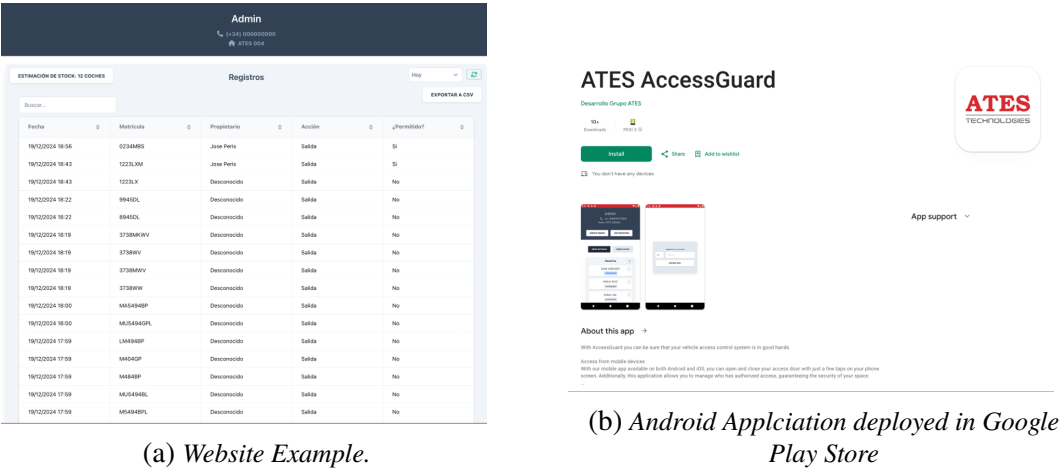 Admin
(+34) 000000000
ATES 004
ESTIMACIÓN DE STOCK: 12 COCHES
Registros
Hoy
EXPORTAR A CSV
Buscar...
Fecha Matrícula Propietario Acción ¿Permitido?
19/12/2024 18:56 0234MBS Jose Peris Salida Si
19/12/2024 18:43 1223LXM Jose Peris Salida Si
19/12/2024 18:43 1223LX Desconocido Salida No
19/12/2024 18:22 9945DL Desconocido Salida No
19/12/2024 18:22 8945DL Desconocido Salida No
19/12/2024 18:19 3738MKWV Desconocido Salida No
19/12/2024 18:19 3738WV Desconocido Salida No
19/12/2024 18:19 3738MWV Desconocido Salida No
19/12/2024 18:19 3738WW Desconocido Salida No
19/12/2024 18:00 MA5494BP Desconocido Salida No
19/12/2024 18:00 MU5494GPL Desconocido Salida No
19/12/2024 17:59 LM494BP Desconocido Salida No
19/12/2024 17:59 M404GP Desconocido Salida No
19/12/2024 17:59 M484BP Desconocido Salida No
19/12/2024 17:59 MU5494BL Desconocido Salida No
19/12/2024 17:59 M5494BPL Desconocido Salida No
(a) Website Example.
ATES AccessGuard
Desarrollo Grupo ATES
10+
Downloads
PEGI 3
Install
Share
Add to wishlist
You don't have any devices
ATES
TECHNOLOGIES
App support
About this app
With AccessGuard you can be sure that your vehicle access control system is in good hands.
Access from mobile devices
With our mobile app available on both Android and iOS, you can open and close your access door with just a few taps on your phone
screen. Additionally, this application allows you to manage who has authorized access, guaranteeing the security of your space.
...
(b) Android Applciation deployed in Google
Play Store